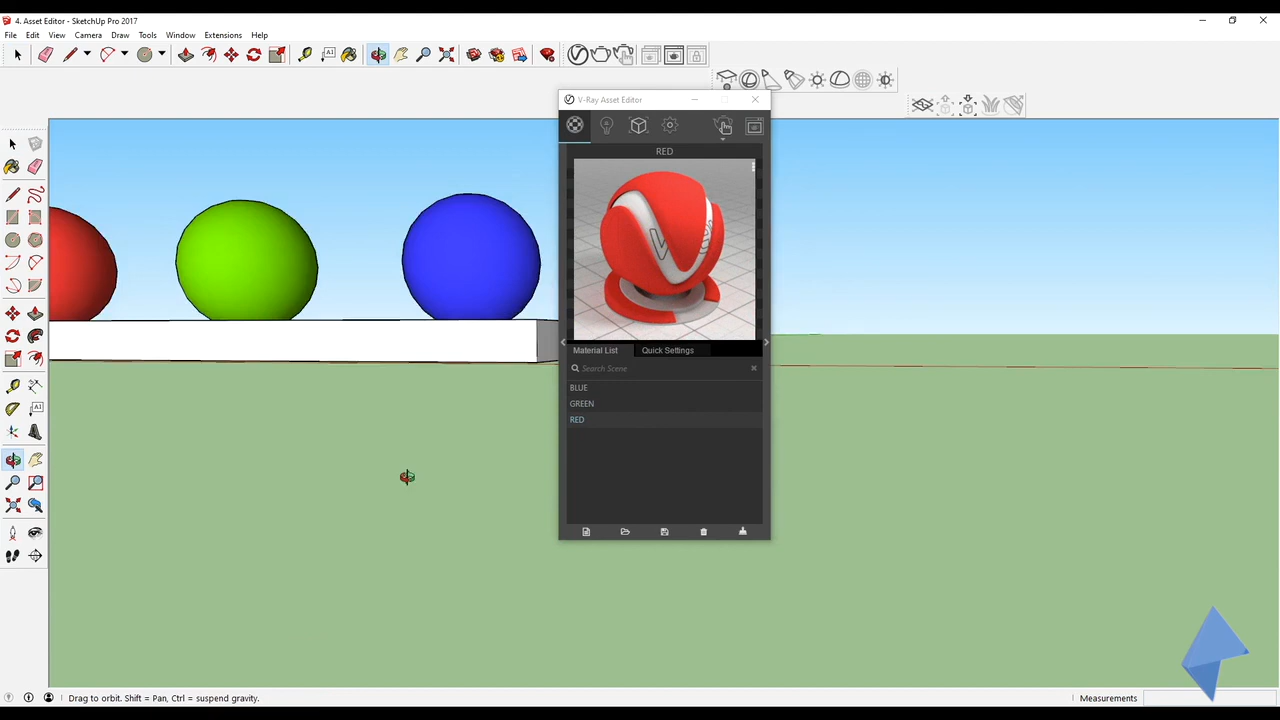 4. Asset Editor - SketchUp Pro 2017
File Edit View Camera Draw Tools Window Extensions Help
V-Ray Asset Editor
RED
Material List Quick Settings
Search Scene
BLUE
GREEN
RED
Drag to orbit. Shift = Pan, Ctrl = suspend gravity.
Measurements